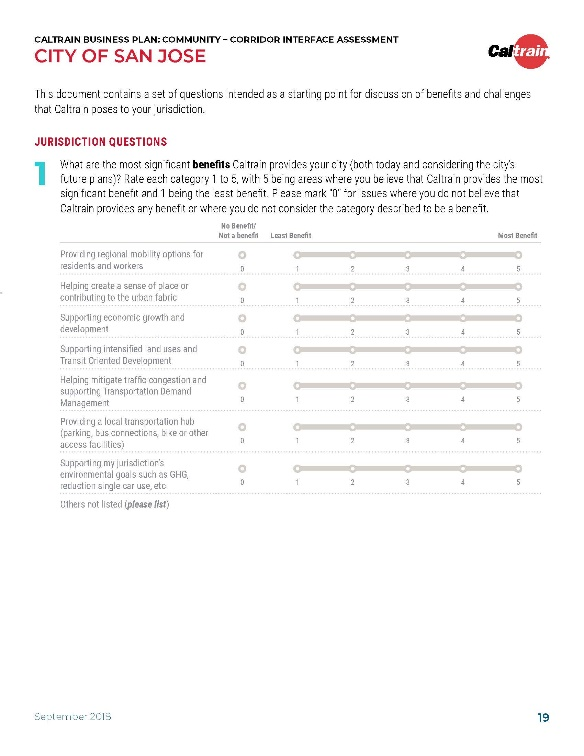 CALTRAIN BUSINESS PLAN: COMMUNITY – CORRIDOR INTERFACE ASSESSMENT
CITY OF SAN JOSE
Caltrain
This document contains a set of questions intended as a starting point for discussion of benefits and challenges
that Caltrain poses to your jurisdiction.
JURISDICTION QUESTIONS
1
What are the most significant benefits Caltrain provides your city (both today and considering the city's
future plans)? Rate each category 1 to 5, with 5 being areas where you believe that Caltrain provides the most
significant benefit and 1 being the least benefit. Please mark "0" for issues where you do not believe that
Caltrain provides any benefit or where you do not consider the category described to be a benefit.
No Benefit/
Not a benefit Least Benefit Most Benefit
Providing regional mobility options for
residents and workers
0 1 2 3 4 5
Helping create a sense of place or
contributing to the urban fabric
0 1 2 3 4 5
Supporting economic growth and
development
0 1 2 3 4 5
Supporting intensified land uses and
Transit Oriented Development
0 1 2 3 4 5
Helping mitigate traffic congestion and
supporting Transportation Demand
Management
0 1 2 3 4 5
Providing a local transportation hub
(parking, bus connections, bike or other
access facilities)
0 1 2 3 4 5
Supporting my jurisdiction's
environmental goals such as GHG,
reduction single car use, etc
0 1 2 3 4 5
Others not listed (please list)
September 2018
19